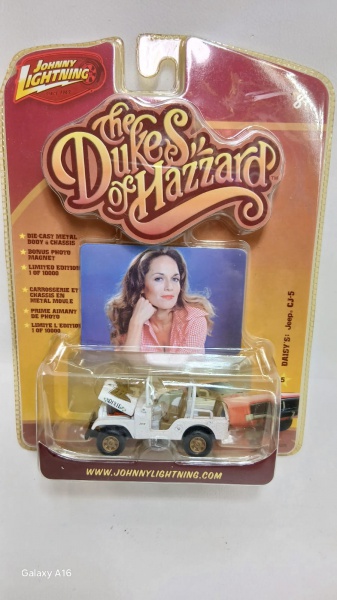 JOHNNY
LIGHTNING
the
Dukes
of Hazzard
DIE-CAST METAL
BODY & CHASSIS
BONUS PHOTO
MAGNET
LIMITED EDITION
1 OF 10000
CARROSSERIE ET
CHASSIS EN
METAL MOULE
PRIME AIMANT
DE PHOTO
LIMITE L'EDITION
1 OF 10000
DAISY'S: Jeep® CJ-5
WWW.JOHNNYLIGHTNING.COM
Galaxy A16